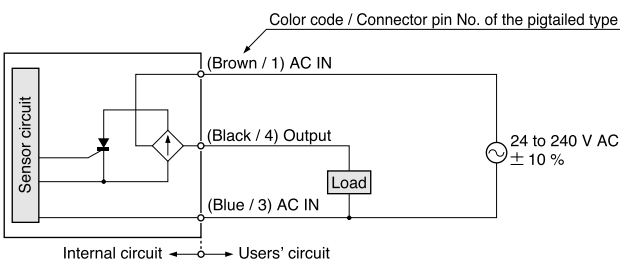 Color code / Connector pin No. of the pigtailed type
(Brown / 1) AC IN
Sensor circuit
(Black / 4) Output
24 to 240 V AC
± 10 %
Load
(Blue / 3) AC IN
Internal circuit
Users' circuit